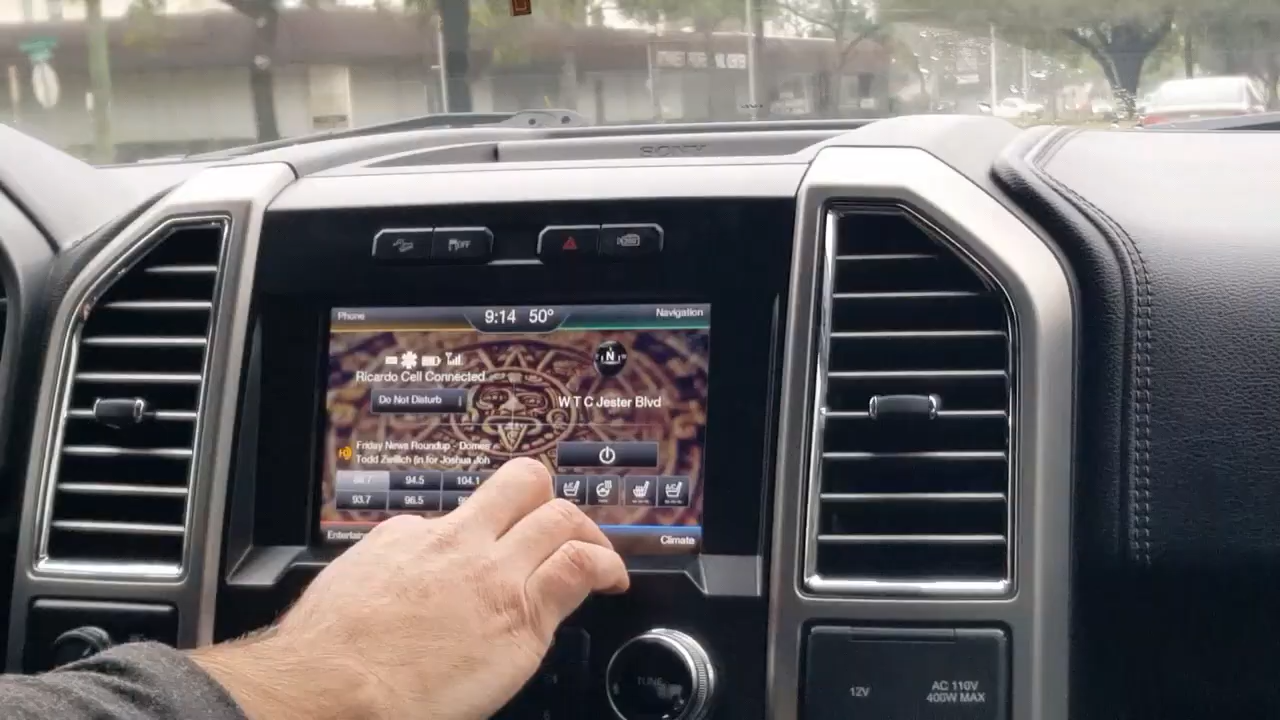 SONY
OFF
Phone
9:14 50°
Navigation
N
Ricardo Cell Connected
Do Not Disturb
W T C Jester Blvd
Friday News Roundup - Domes
Todd Zwillich (in for Joshua Joh
88.7 94.5 104.1
93.7 96.5
Entertain
Climate
TUNE
12V
AC 110V
400W MAX